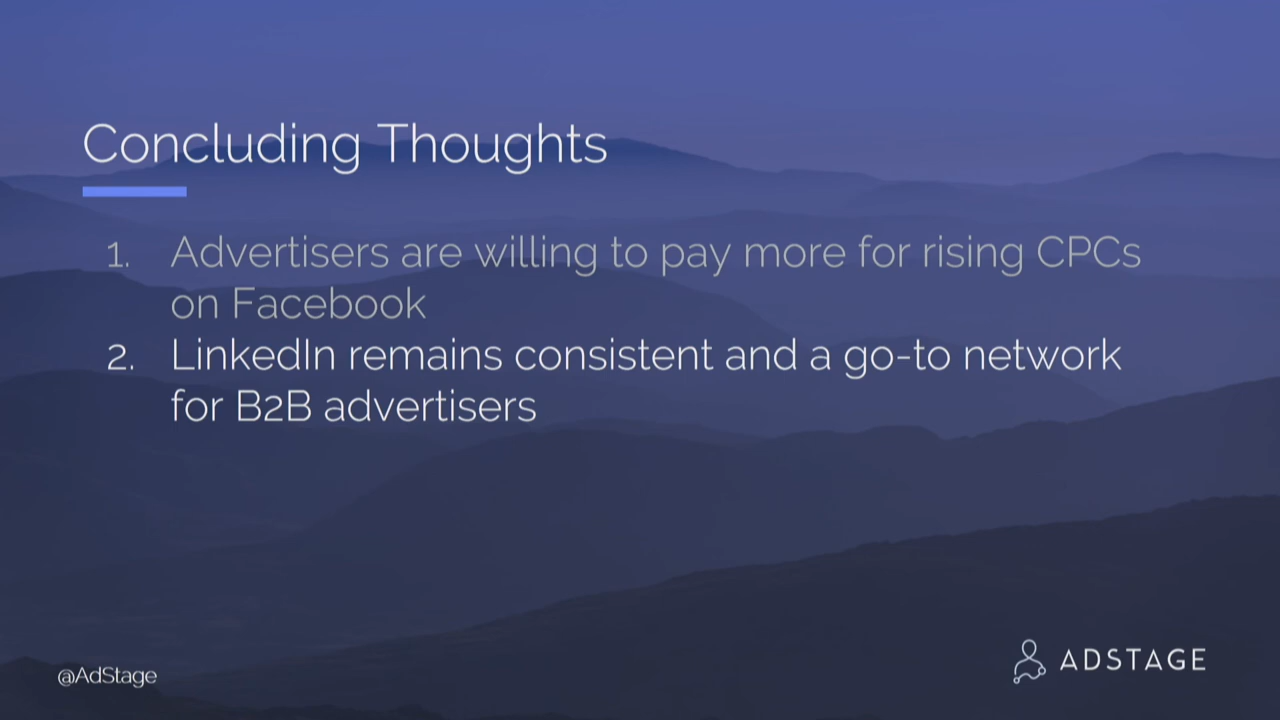 Concluding Thoughts
1. Advertisers are willing to pay more for rising CPCs
on Facebook
2. LinkedIn remains consistent and a go-to network
for B2B advertisers
@AdStage
ADSTAGE